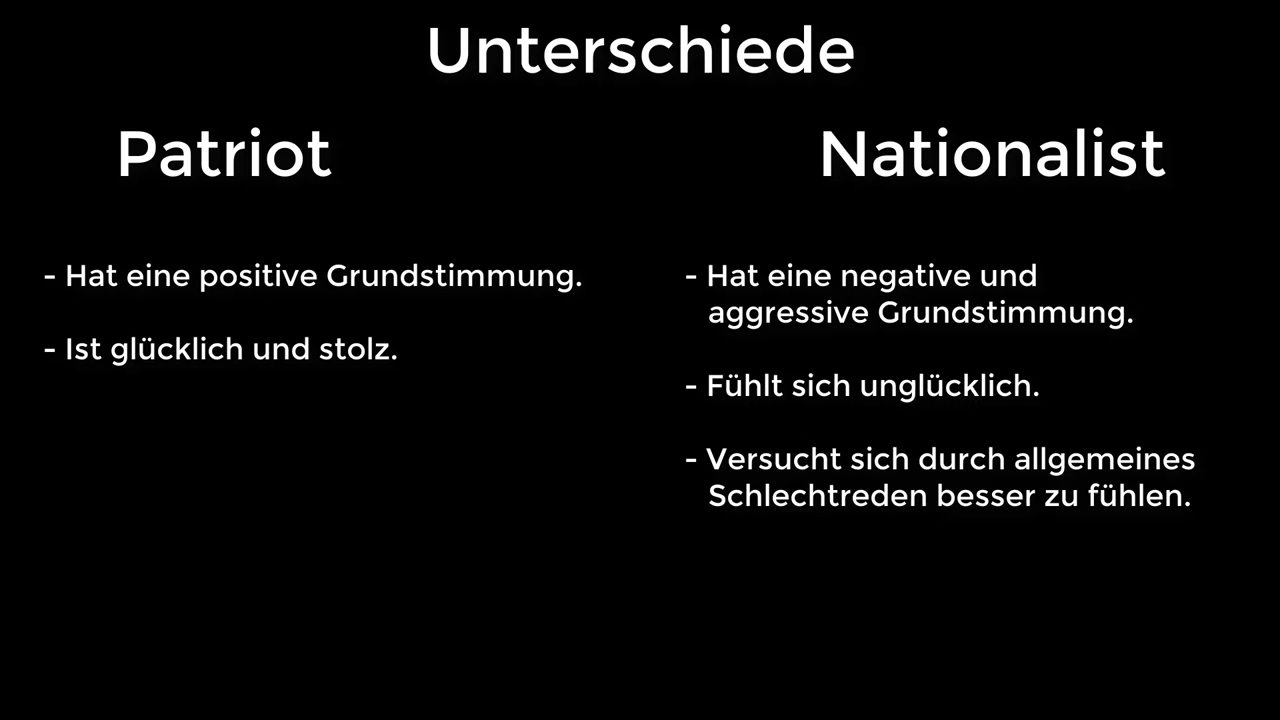 Unterschiede
Patriot
Nationalist
- Hat eine positive Grundstimmung.
- Ist glücklich und stolz.
- Hat eine negative und
aggressive Grundstimmung.
- Fühlt sich unglücklich.
- Versucht sich durch allgemeines
Schlechtreden besser zu fühlen.